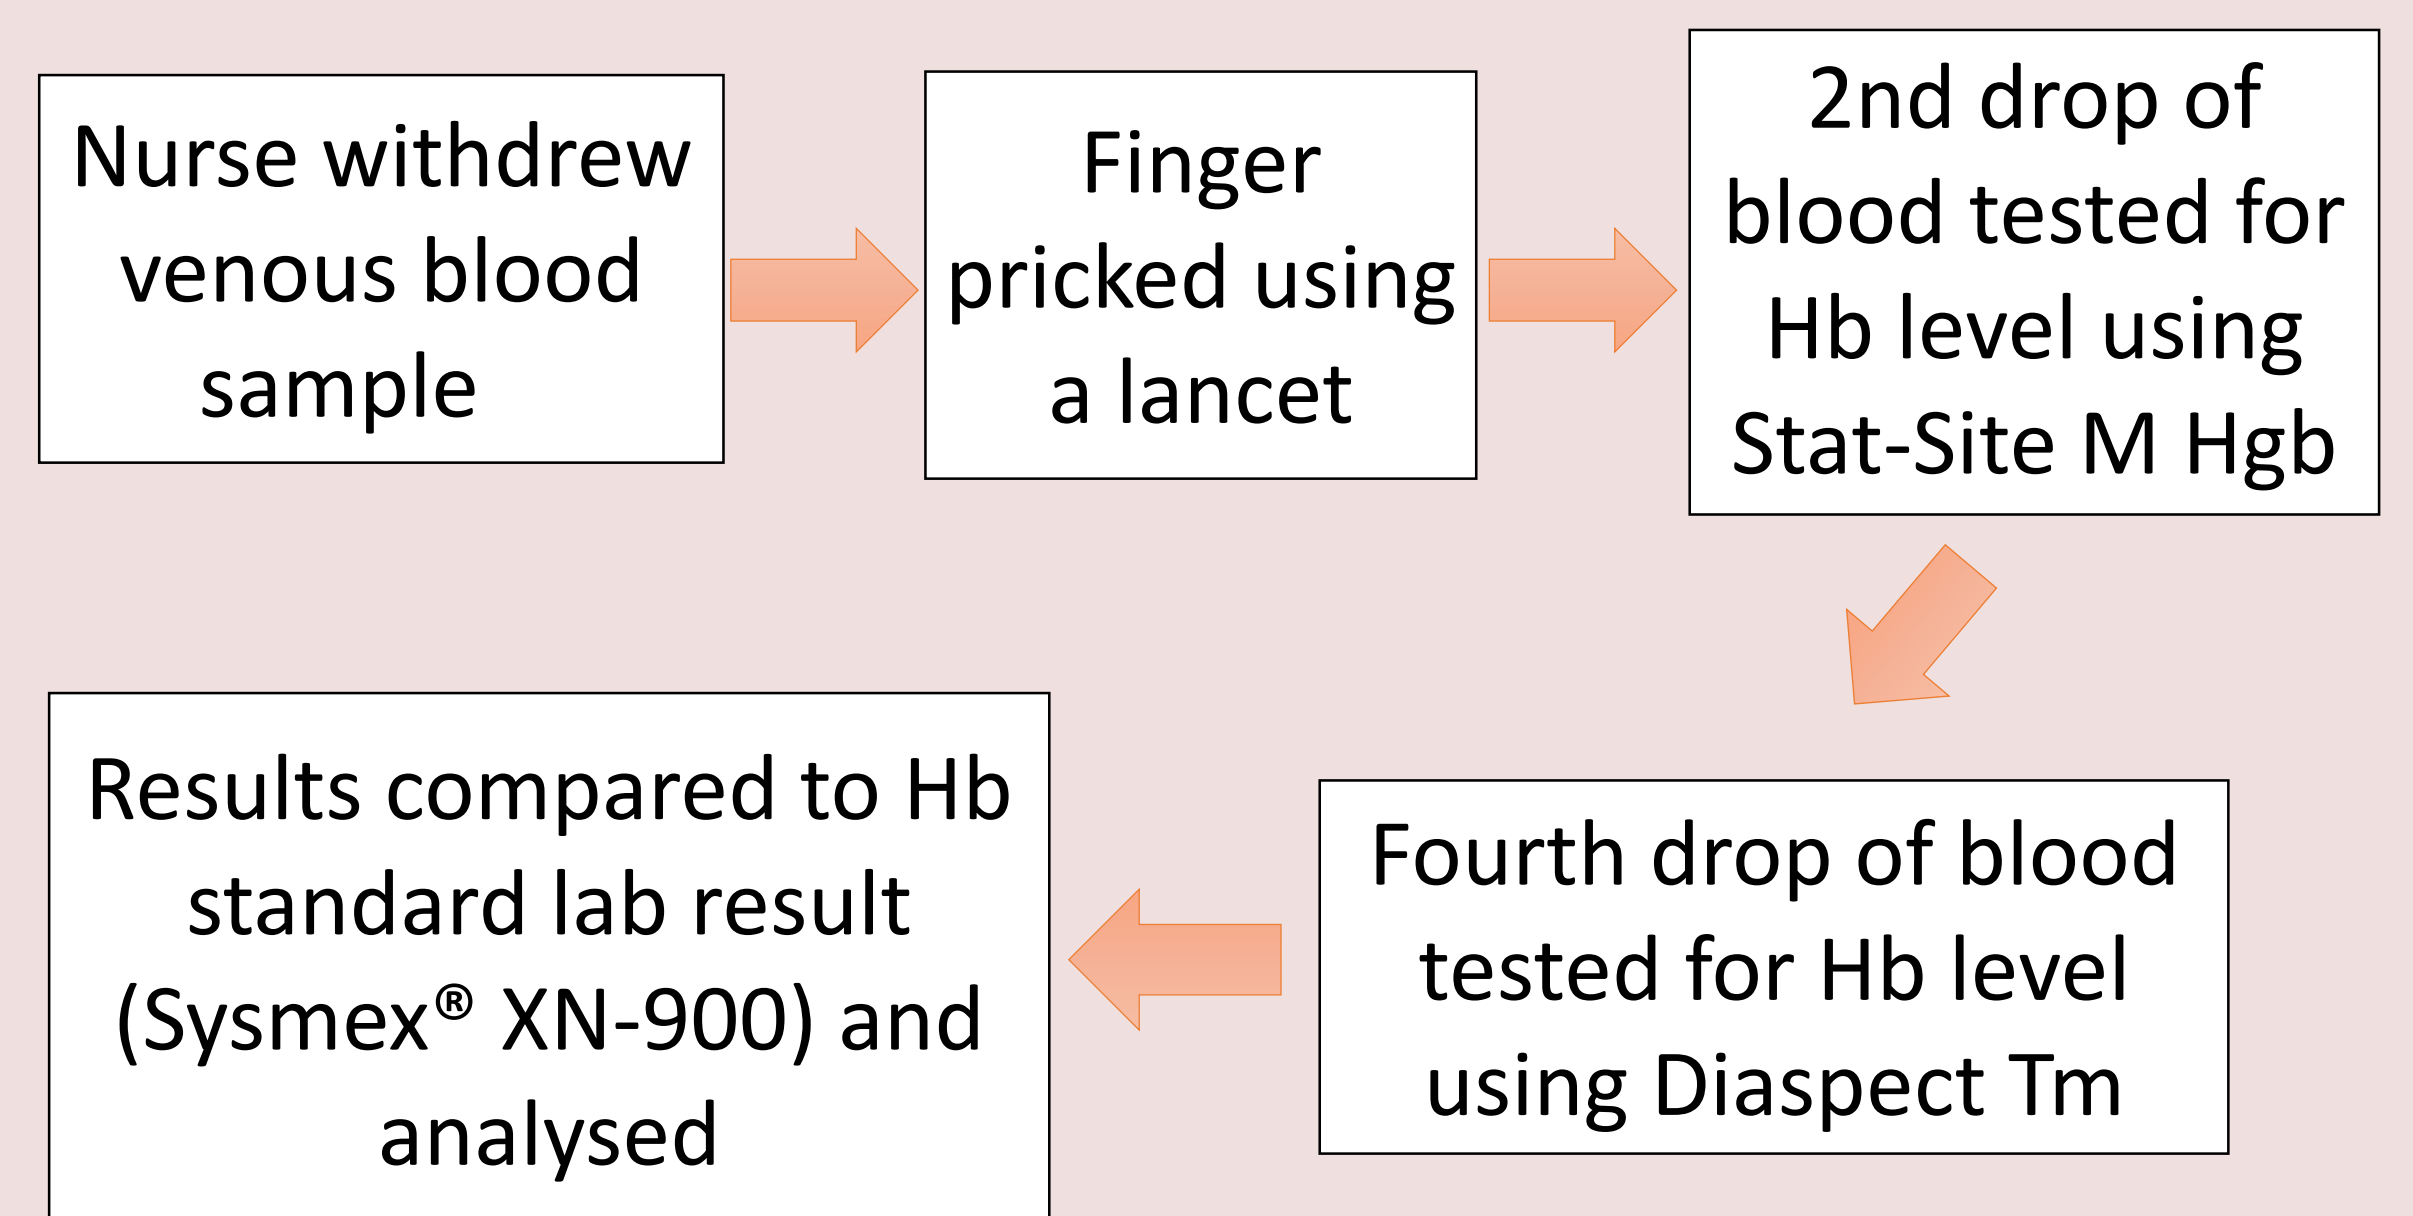 Nurse withdrew
venous blood
sample
Finger
pricked using
a lancet
2nd drop of
blood tested for
Hb level using
Stat-Site M Hgb
Fourth drop of blood
tested for Hb level
using Diaspect Tm
Results compared to Hb
standard lab result
(Sysmex® XN-900) and
analysed